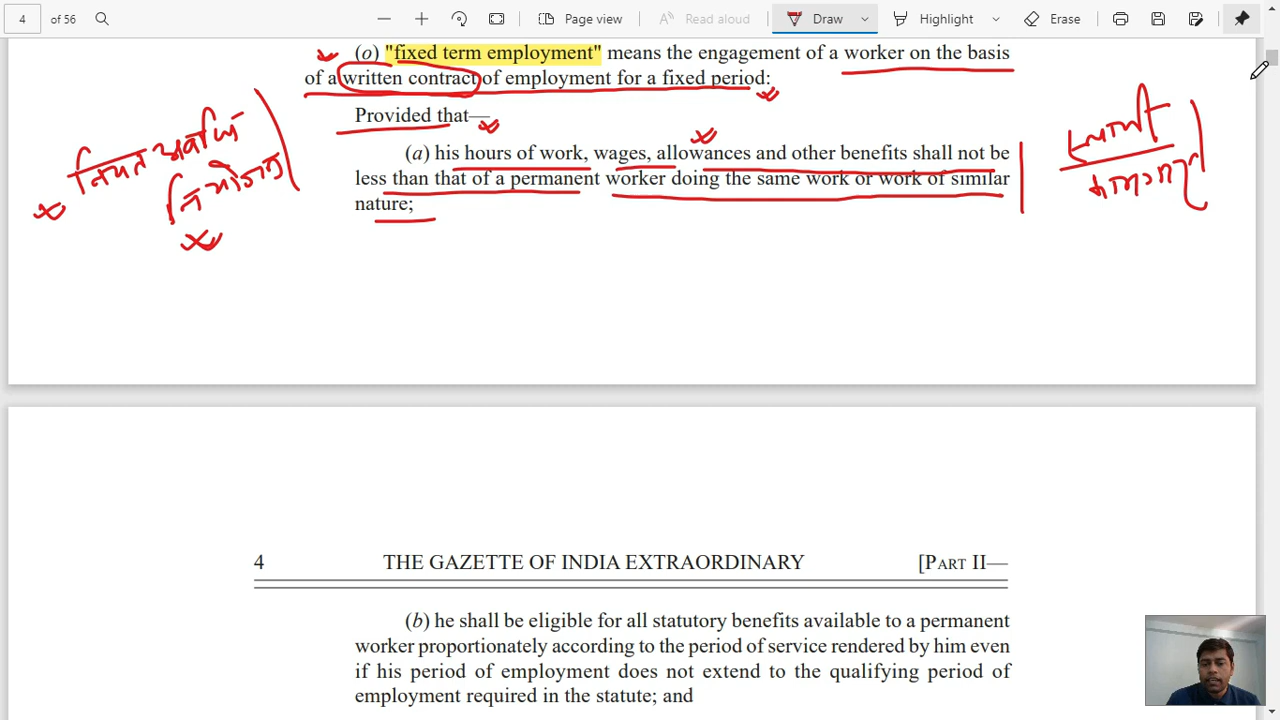 4 of 56 Page view Read aloud Draw Highlight Erase
(o) "fixed term employment" means the engagement of a worker on the basis
of a written contract of employment for a fixed period:
Provided that—
(a) his hours of work, wages, allowances and other benefits shall not be
less than that of a permanent worker doing the same work or work of similar
nature;
नियत अवधि
नियोजन
स्थायी
4 THE GAZETTE OF INDIA EXTRAORDINARY [PART II—
(b) he shall be eligible for all statutory benefits available to a permanent
worker proportionately according to the period of service rendered by him even
if his period of employment does not extend to the qualifying period of
employment required in the statute; and